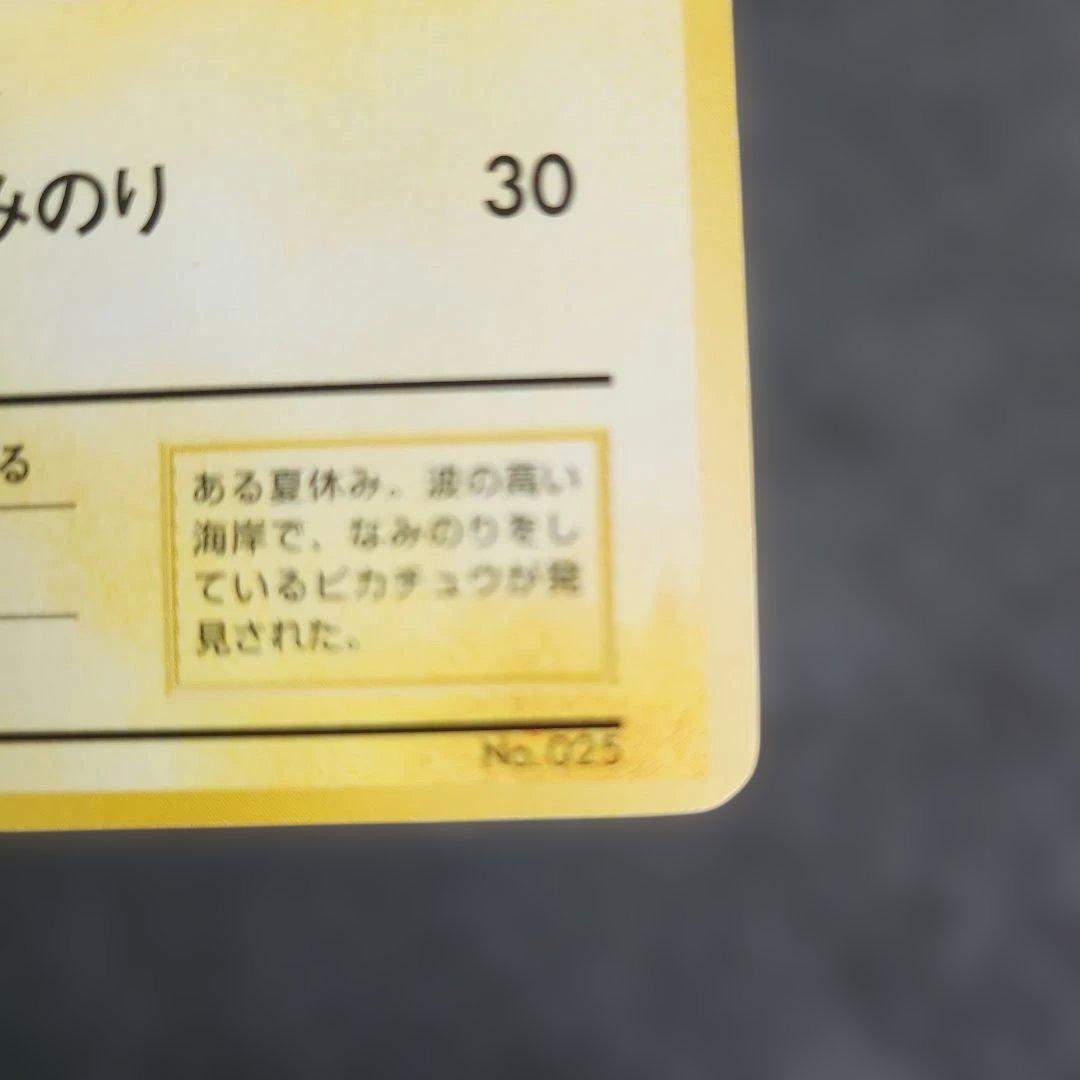 みのり 30
る
ある夏休み、波の高い
海岸で、なみのりをし
ているピカチュウが発
見された。
No.025